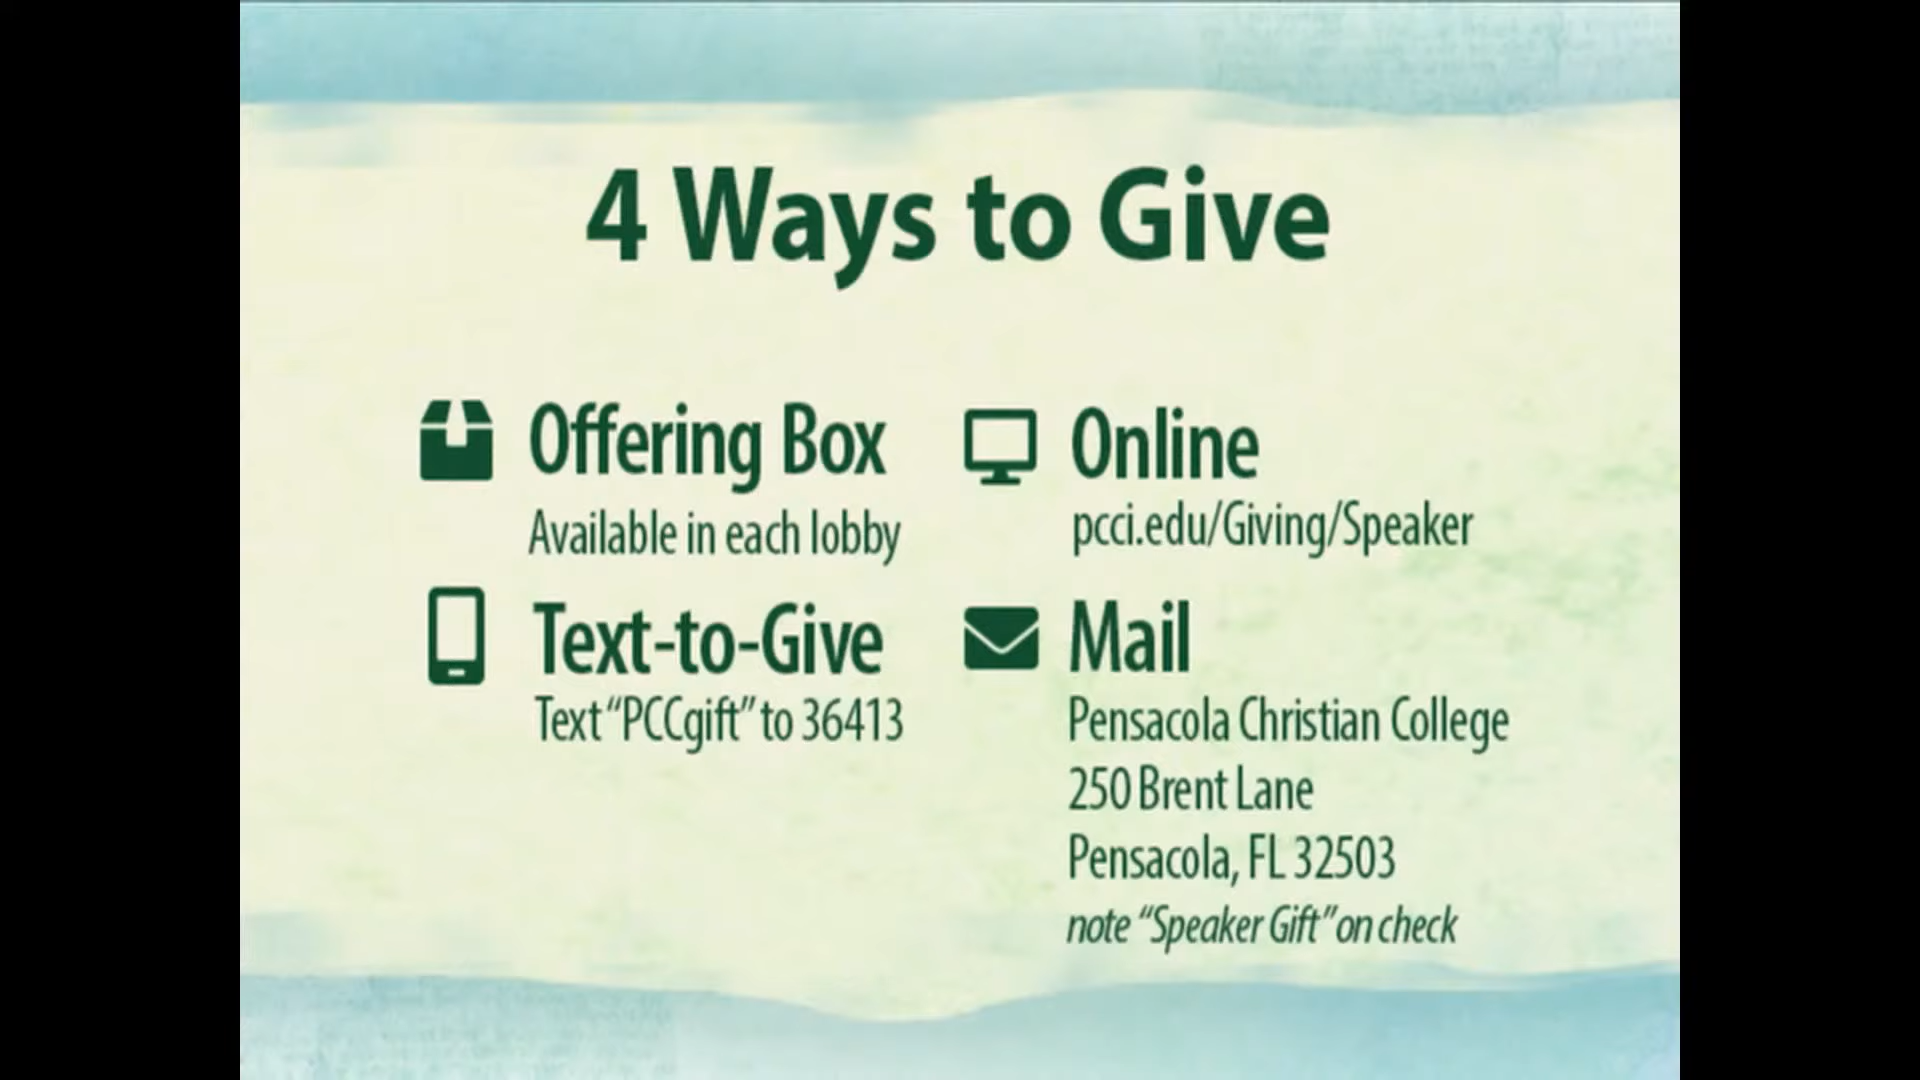 4 Ways to Give
Offering Box
Available in each lobby
Text-to-Give
Text “PCCgift” to 36413
Online
pcci.edu/Giving/Speaker
Mail
Pensacola Christian College
250 Brent Lane
Pensacola, FL 32503
note “Speaker Gift” on check